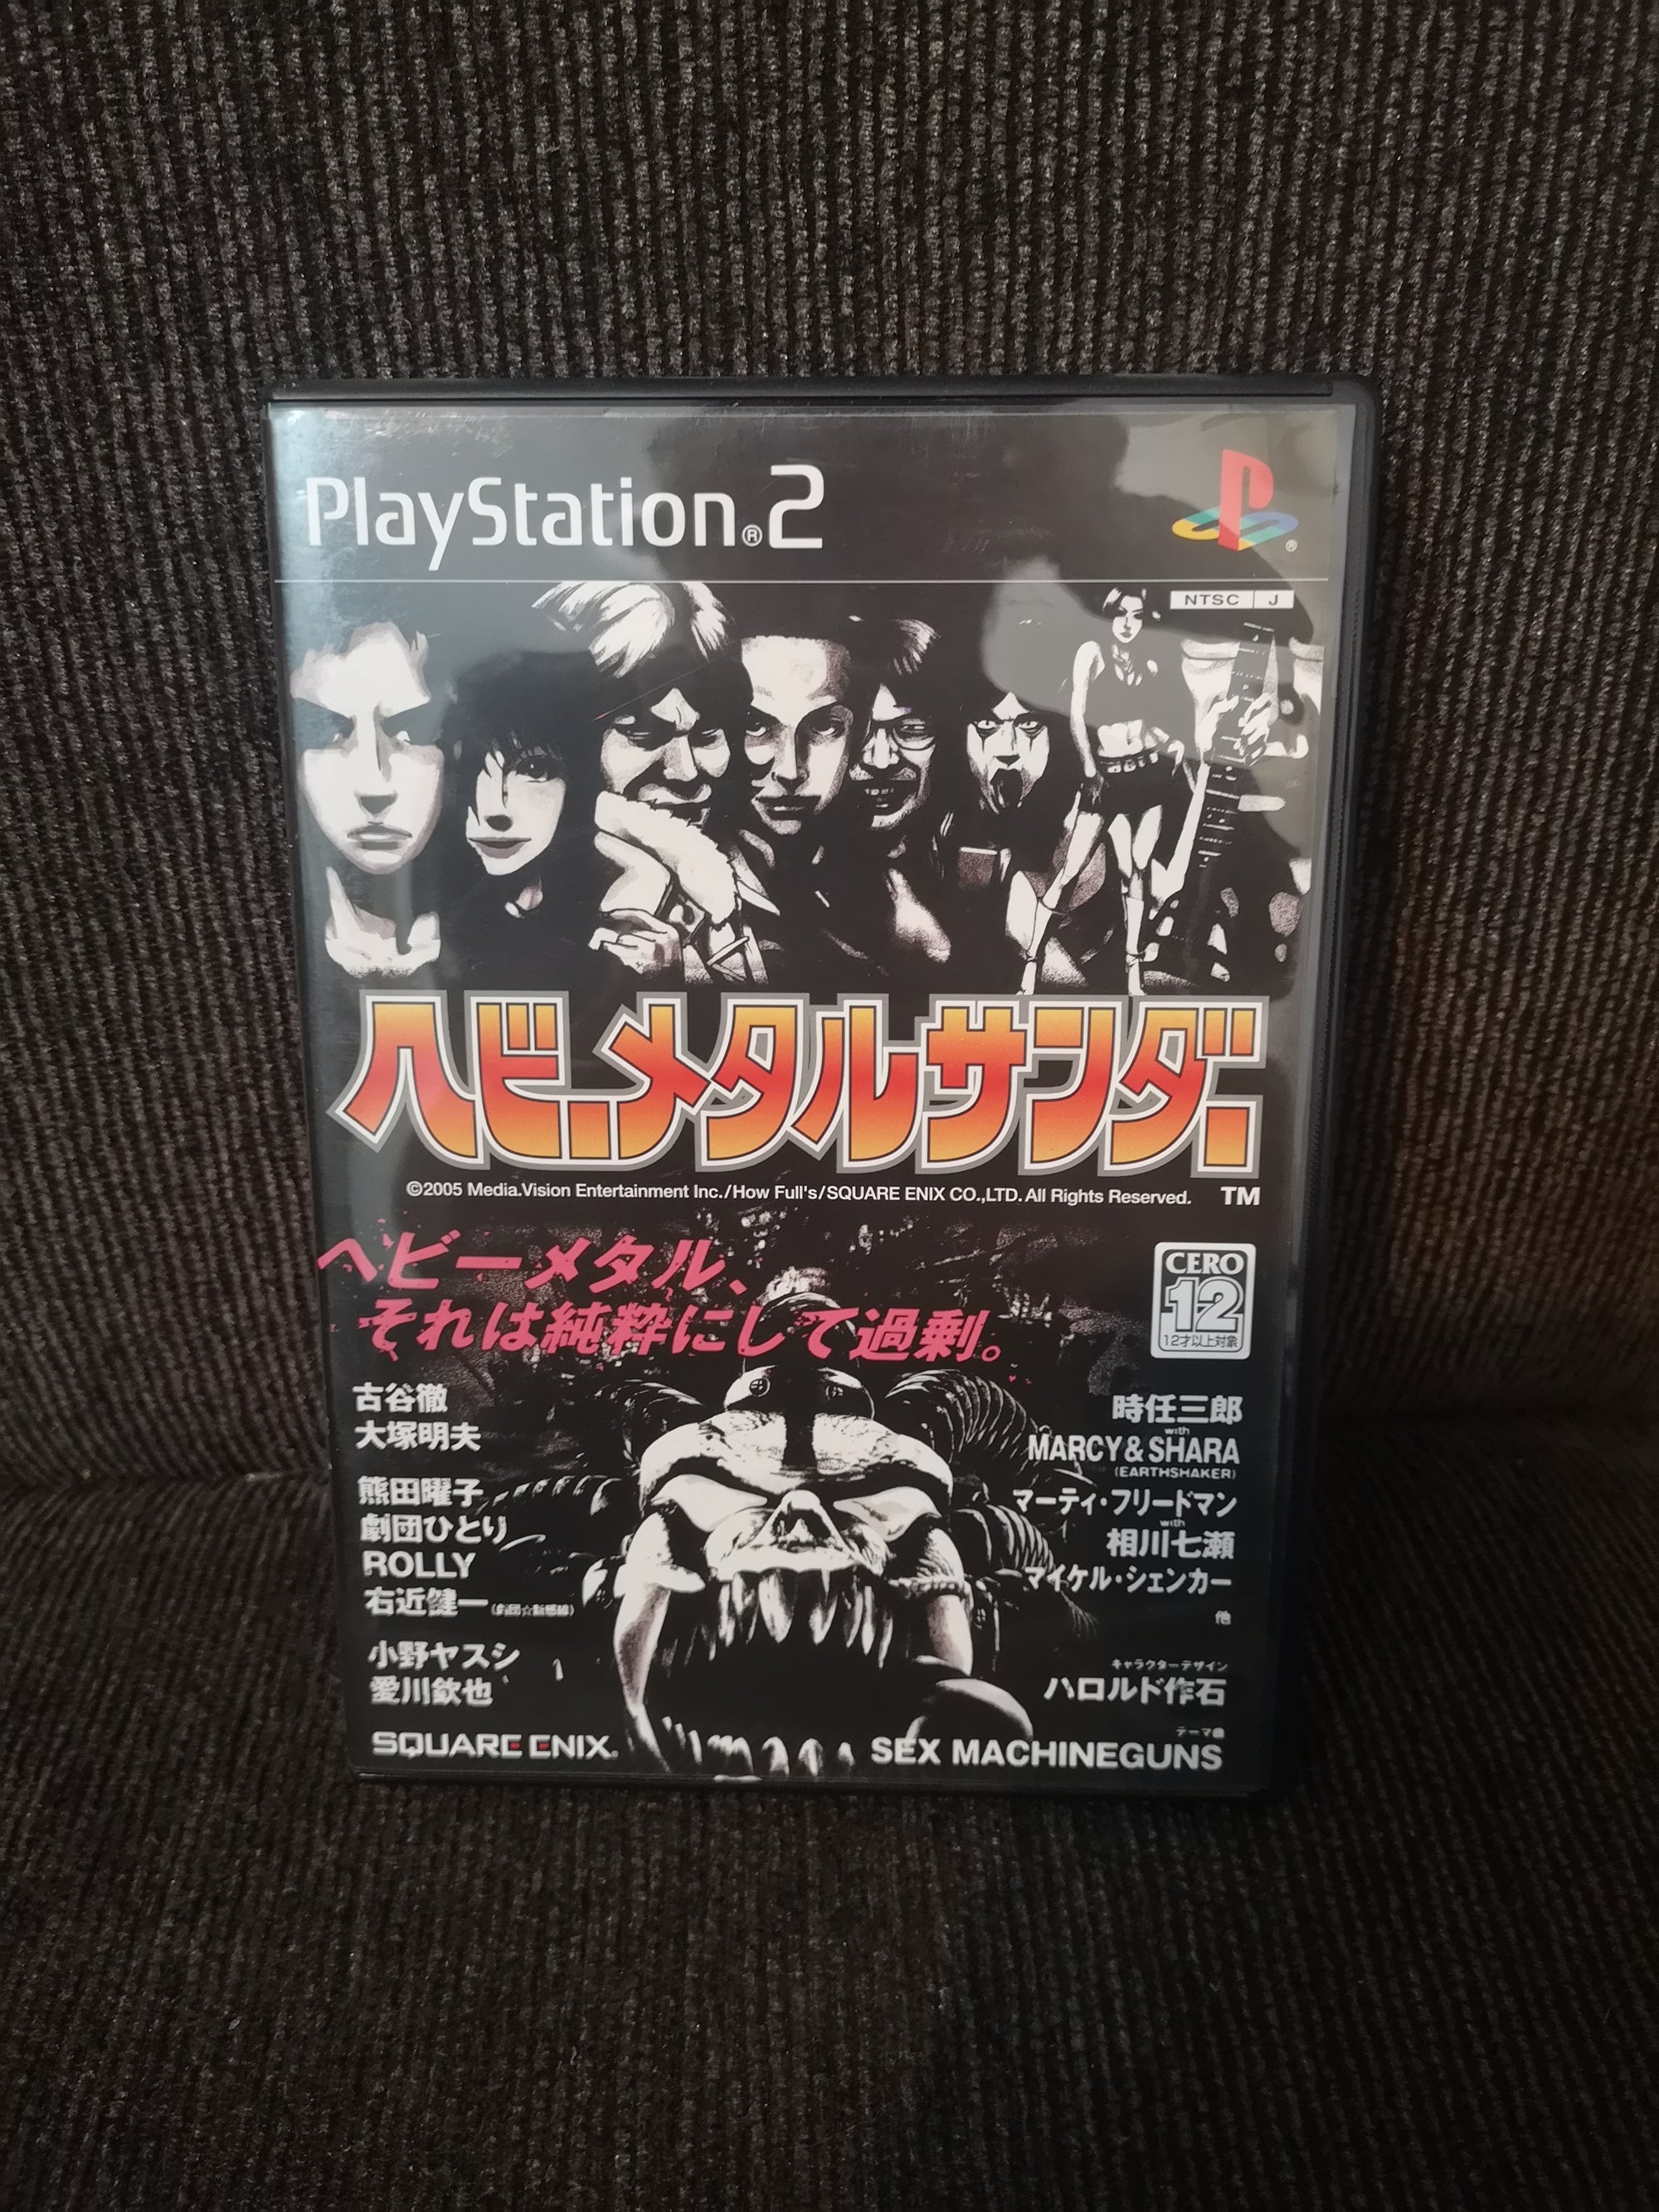 PlayStation®2
®
NTSC J
ヘビーメタルサンダー
©2005 Media.Vision Entertainment Inc./How Full's/SQUARE ENIX CO.,LTD. All Rights Reserved. TM
ヘビーメタル、
それは純粋にして過剰。
CERO
12
12才以上対象
古谷徹
大塚明夫
熊田曜子
劇団ひとり
ROLLY
右近健一(劇団☆新感線)
小野ヤスシ
愛川欽也
SQUARE ENIX®
時任三郎
with
MARCY & SHARA
(EARTHSHAKER)
マーティ・フリードマン
with
相川七瀬
マイケル・シェンカー
他
キャラクターデザイン
ハロルド作石
テーマ曲
SEX MACHINEGUNS